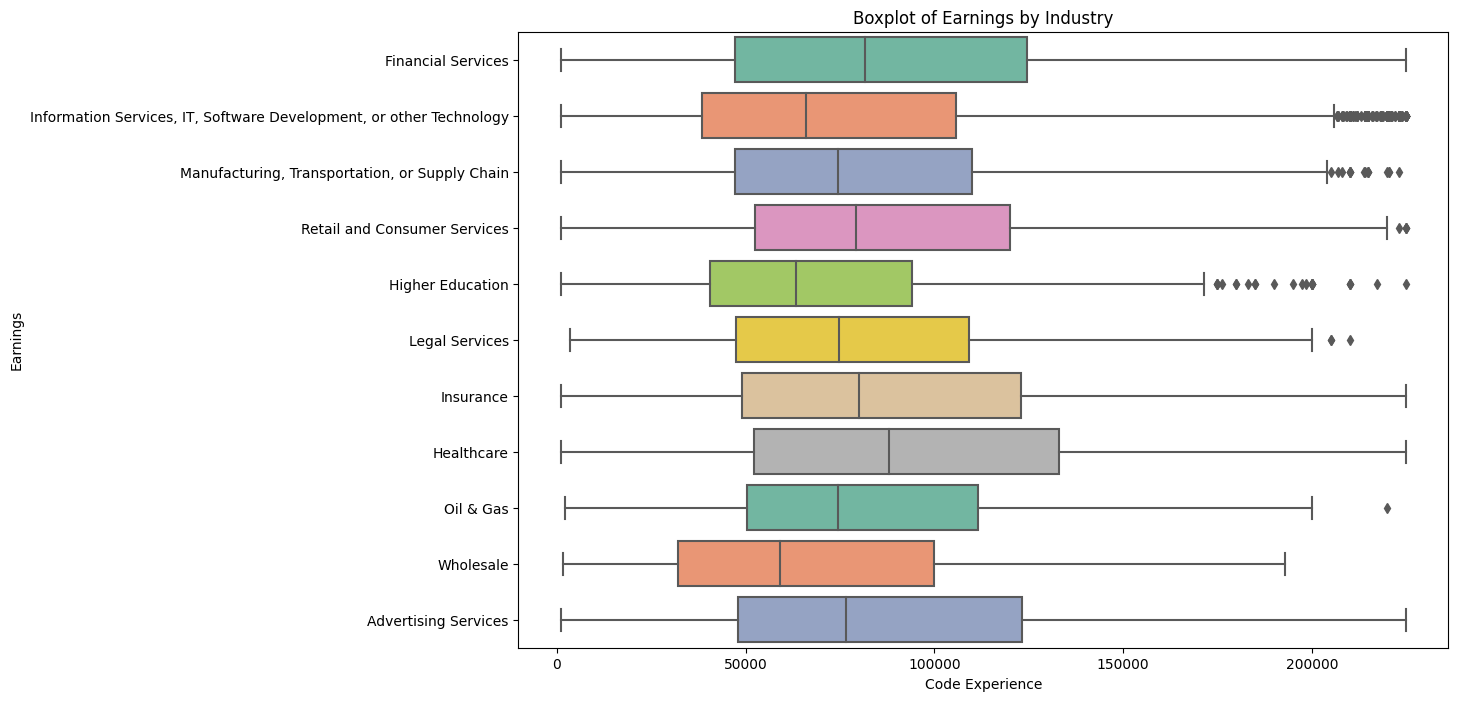 Boxplot of Earnings by Industry
Earnings
Financial Services
Information Services, IT, Software Development, or other Technology
Manufacturing, Transportation, or Supply Chain
Retail and Consumer Services
Higher Education
Legal Services
Insurance
Healthcare
Oil & Gas
Wholesale
Advertising Services
0 50000 100000 150000 200000
Code Experience